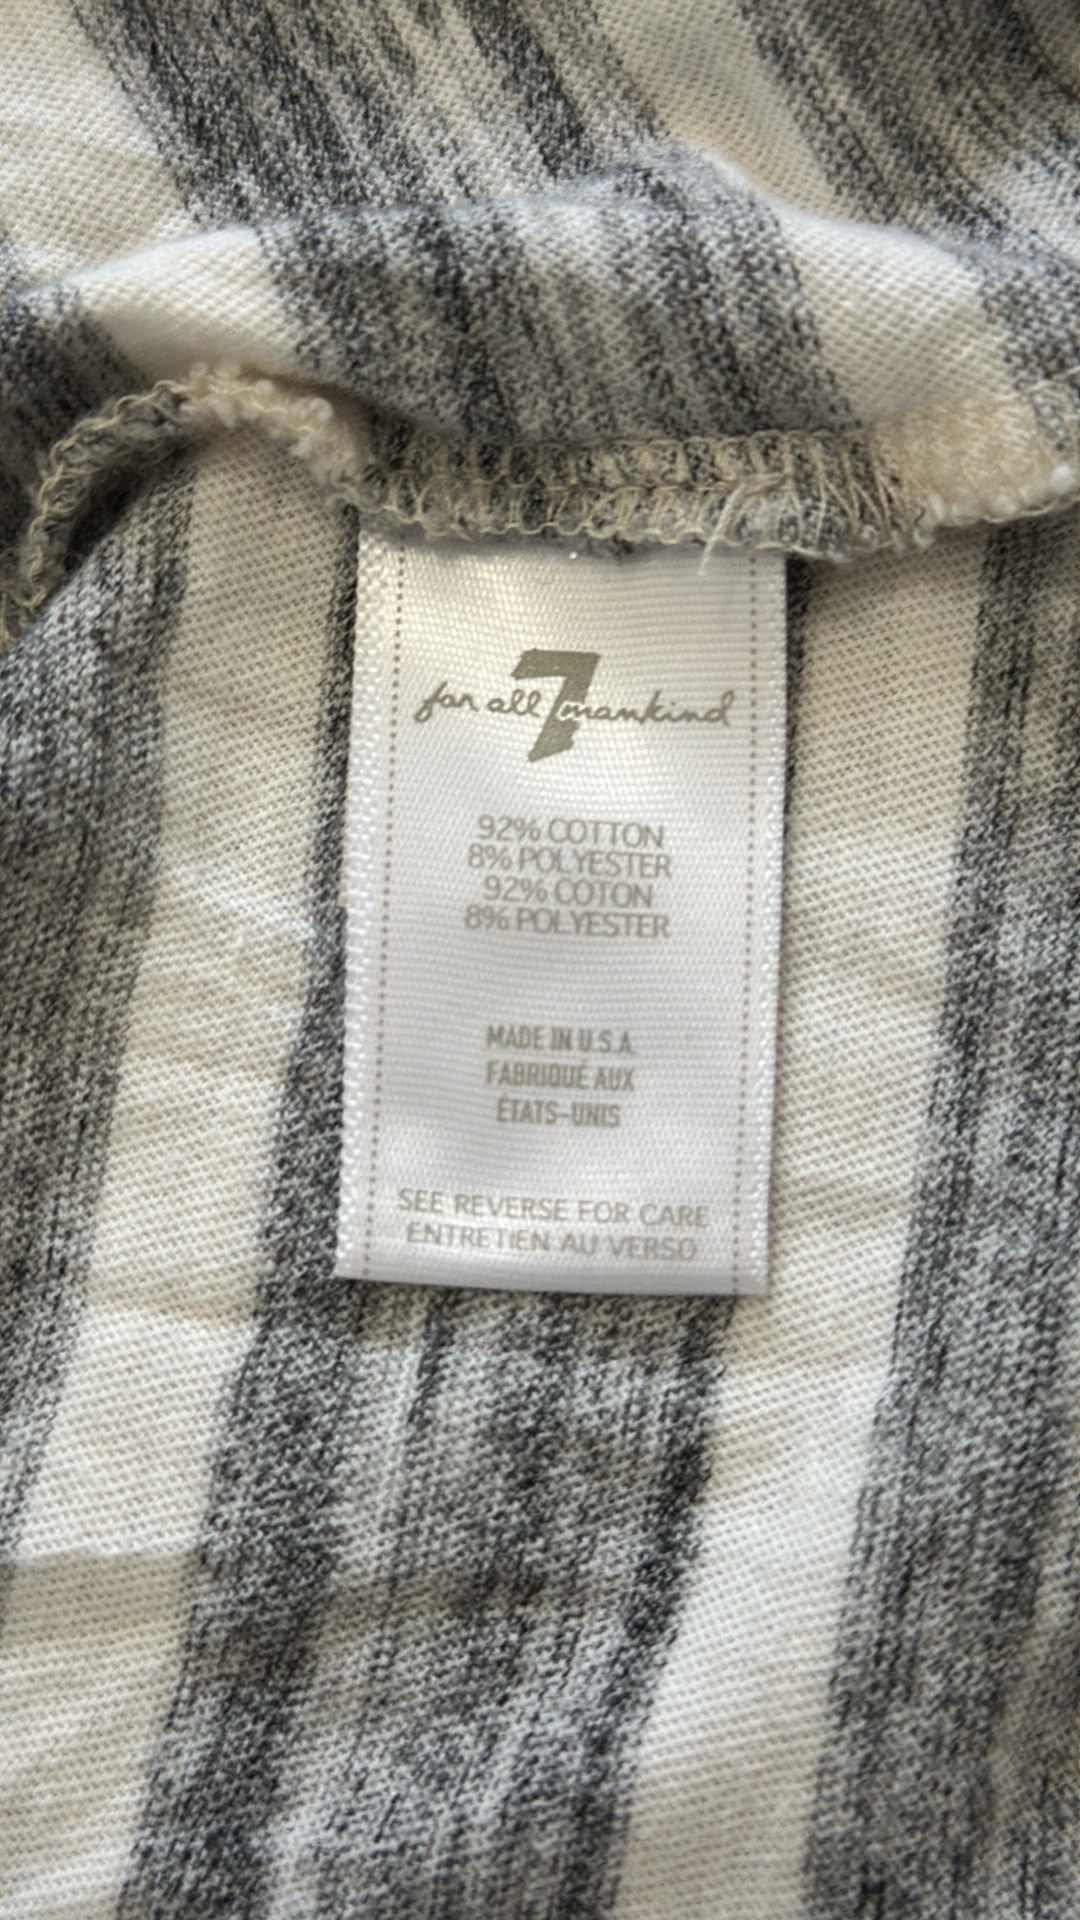 for all 7 mankind
92% COTTON
8% POLYESTER
92% COTON
8% POLYESTER
MADE IN U.S.A.
FABRIQUÉ AUX
ÉTATS-UNIS
SEE REVERSE FOR CARE
ENTRETIEN AU VERSO